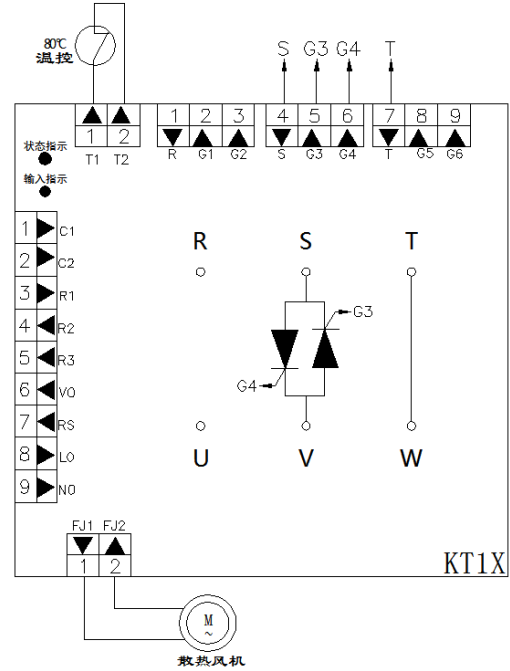 80℃
温控
S G3 G4 T
1 2
T1 T2
1 2 3
R G1 G2
4 5 6
S G3 G4
7 8 9
T G5 G6
状态指示
输入指示
1 C1
2 C2
3 R1
4 R2
5 R3
6 V0
7 RS
8 L0
9 N0
R S T
G3
G4
U V W
FJ1 FJ2
1 2
KT1X
M
~
散热风机